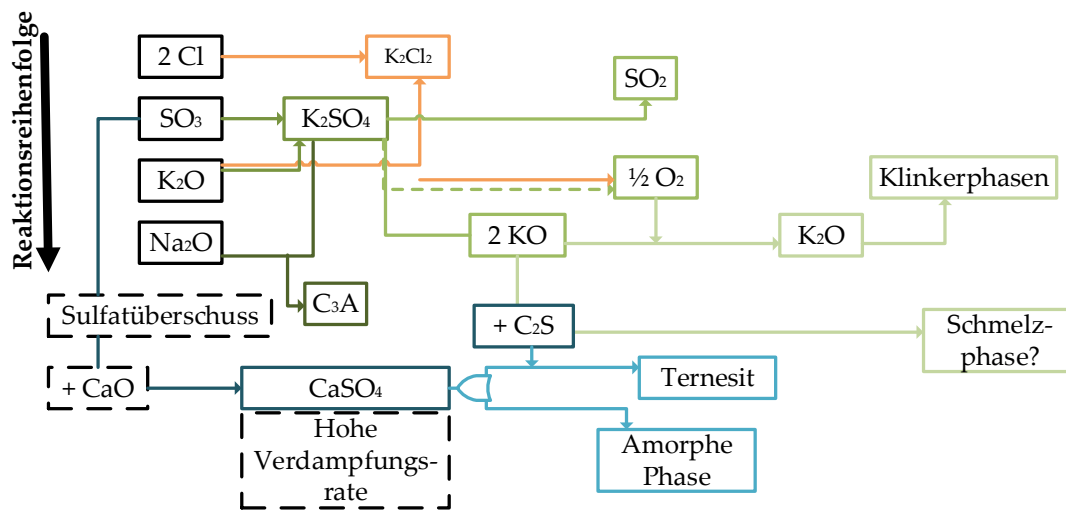 Reaktionsreihenfolge
2 Cl
K₂Cl₂
SO₂
SO₃
K₂SO₄
K₂O
½ O₂
Klinkerphasen
Na₂O
2 KO
K₂O
C₃A
Sulfatüberschuss
+ C₂S
Schmelz-
phase?
+ CaO
CaSO₄
Ternesit
Hohe
Verdampfungs-
rate
Amorphe
Phase